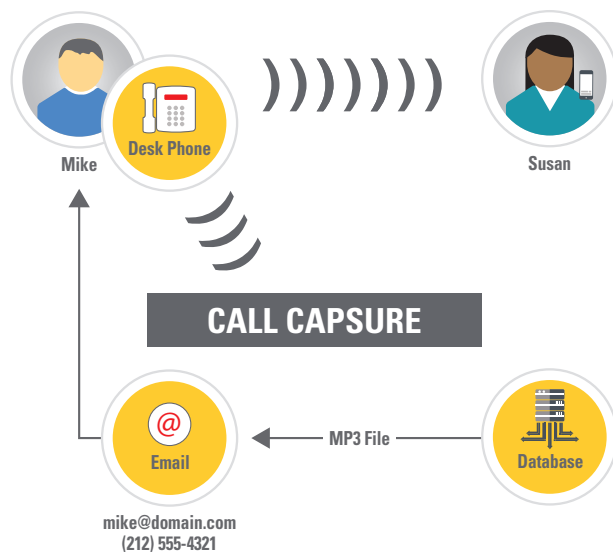 Desk Phone
Mike
Susan
CALL CAPSURE
@
Email
MP3 File
Database
mike@domain.com
(212) 555-4321